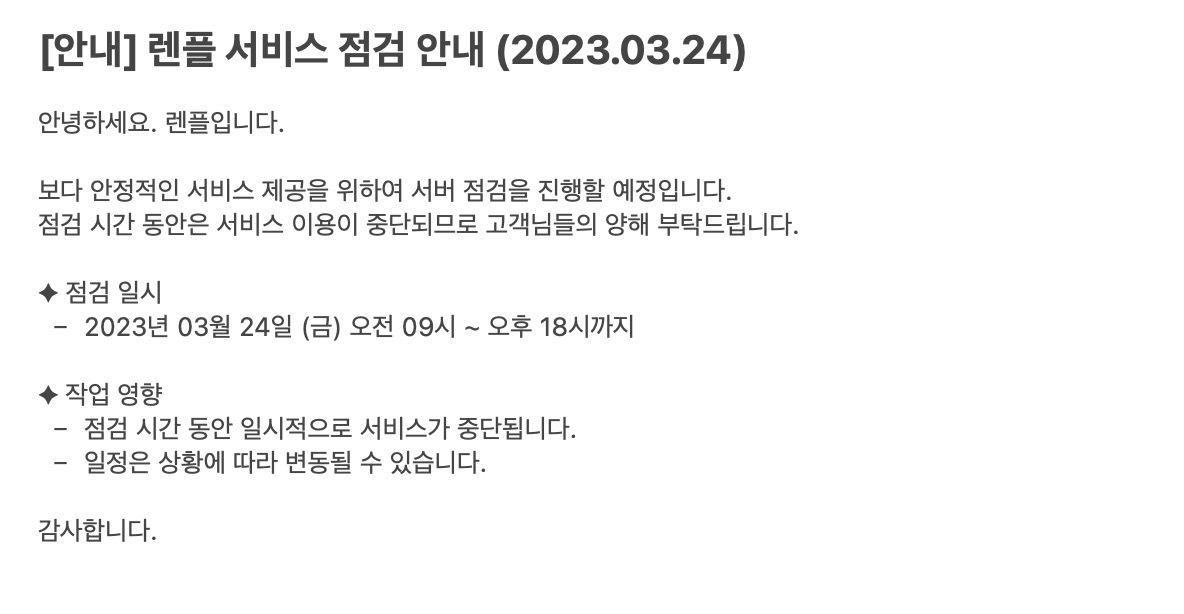 [안내] 렌플 서비스 점검 안내 (2023.03.24)
안녕하세요. 렌플입니다.
보다 안정적인 서비스 제공을 위하여 서버 점검을 진행할 예정입니다.
점검 시간 동안은 서비스 이용이 중단되므로 고객님들의 양해 부탁드립니다.
✦ 점검 일시
– 2023년 03월 24일 (금) 오전 09시 ~ 오후 18시까지
✦ 작업 영향
– 점검 시간 동안 일시적으로 서비스가 중단됩니다.
– 일정은 상황에 따라 변동될 수 있습니다.
감사합니다.